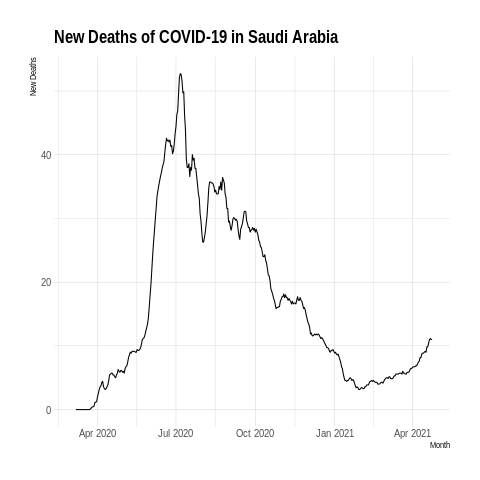 New Deaths of COVID-19 in Saudi Arabia
New Deaths
40
20
0
Apr 2020 Jul 2020 Oct 2020 Jan 2021 Apr 2021
Month